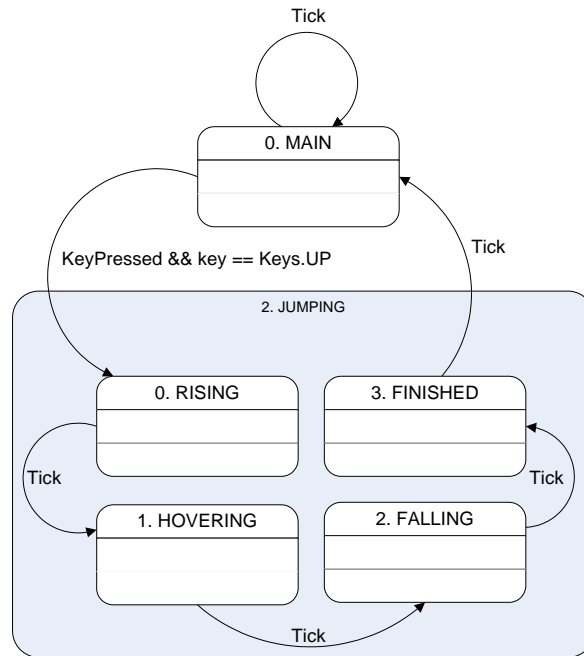 Tick
0. MAIN
KeyPressed && key == Keys.UP
Tick
2. JUMPING
0. RISING
3. FINISHED
Tick
Tick
1. HOVERING
2. FALLING
Tick